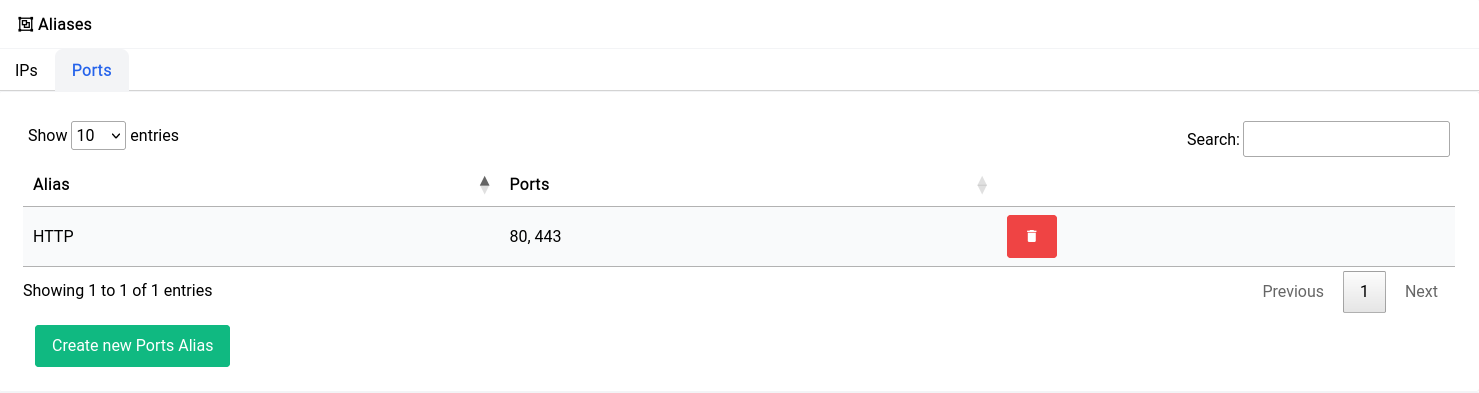 Aliases
IPs Ports
Show 10 entries Search:
Alias Ports
HTTP 80, 443
Showing 1 to 1 of 1 entries Previous 1 Next
Create new Ports Alias